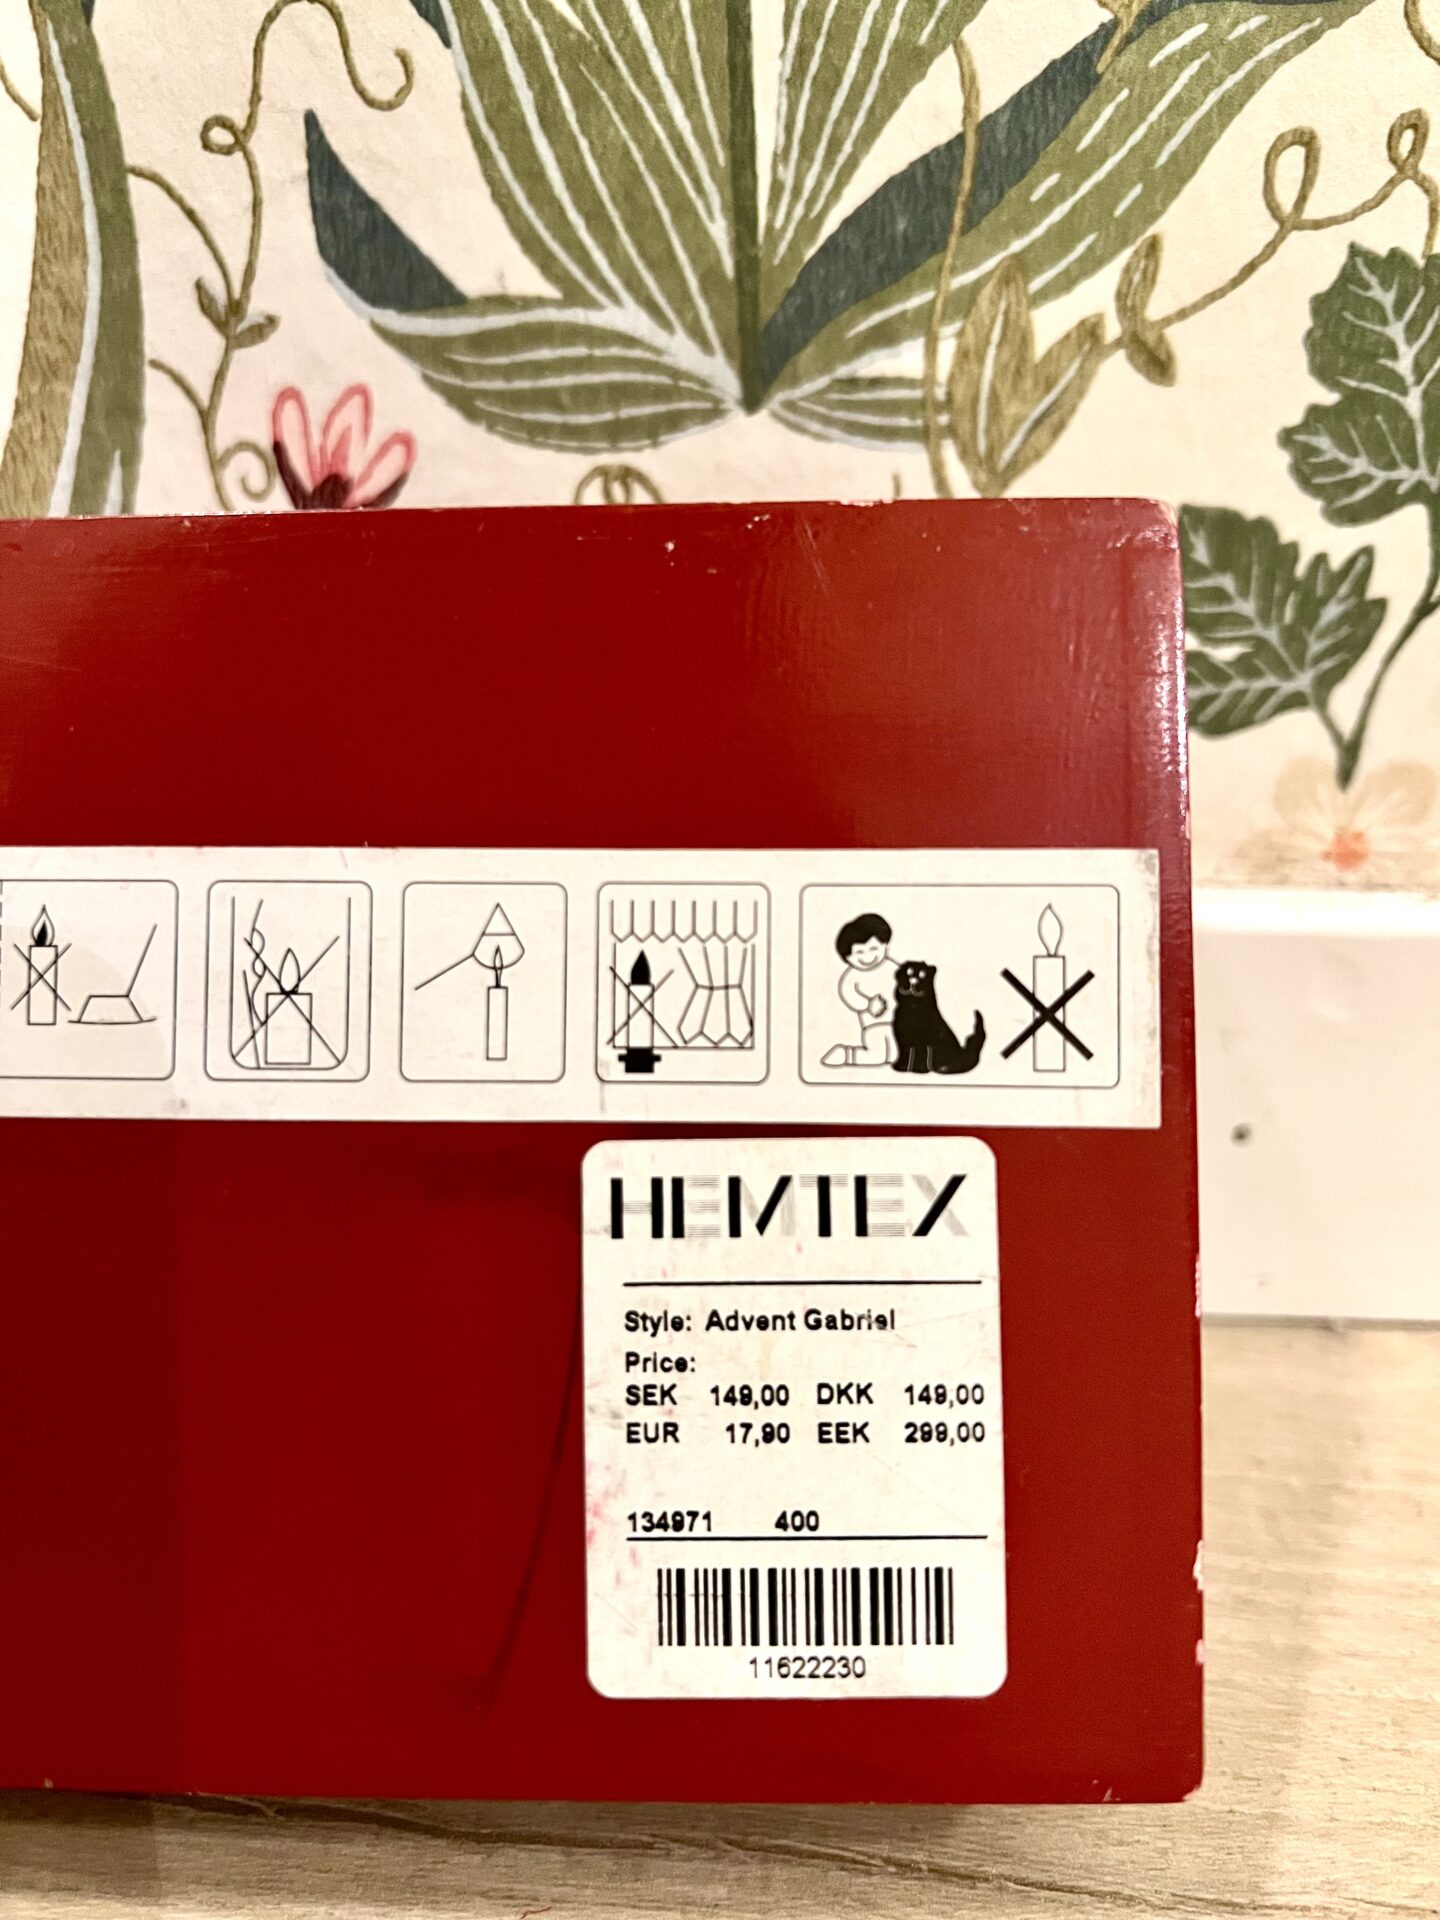 HEMTEX
Style: Advent Gabriel
Price:
SEK 149,00 DKK 149,00
EUR 17,90 EEK 299,00
134971 400
11622230